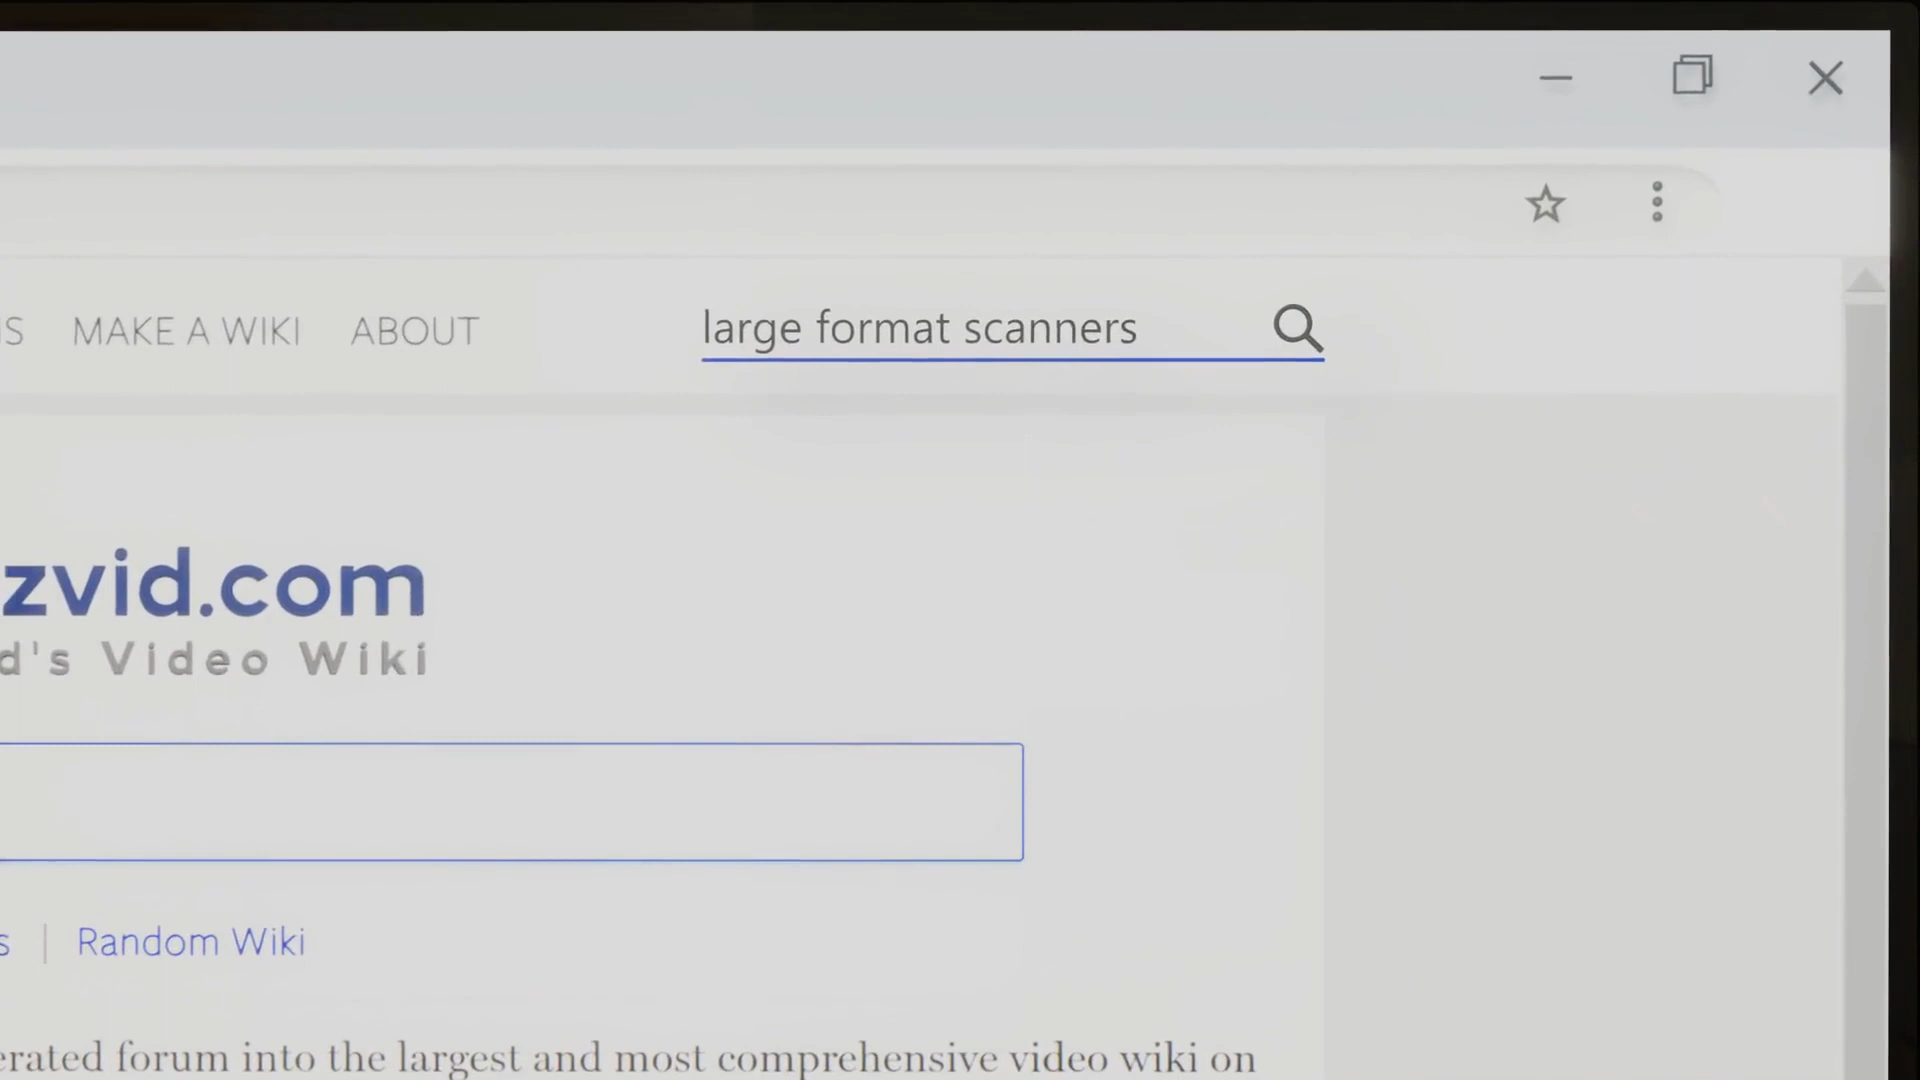 MAKE A WIKI ABOUT large format scanners
zvid.com
d's Video Wiki
s | Random Wiki
erated forum into the largest and most comprehensive video wiki on